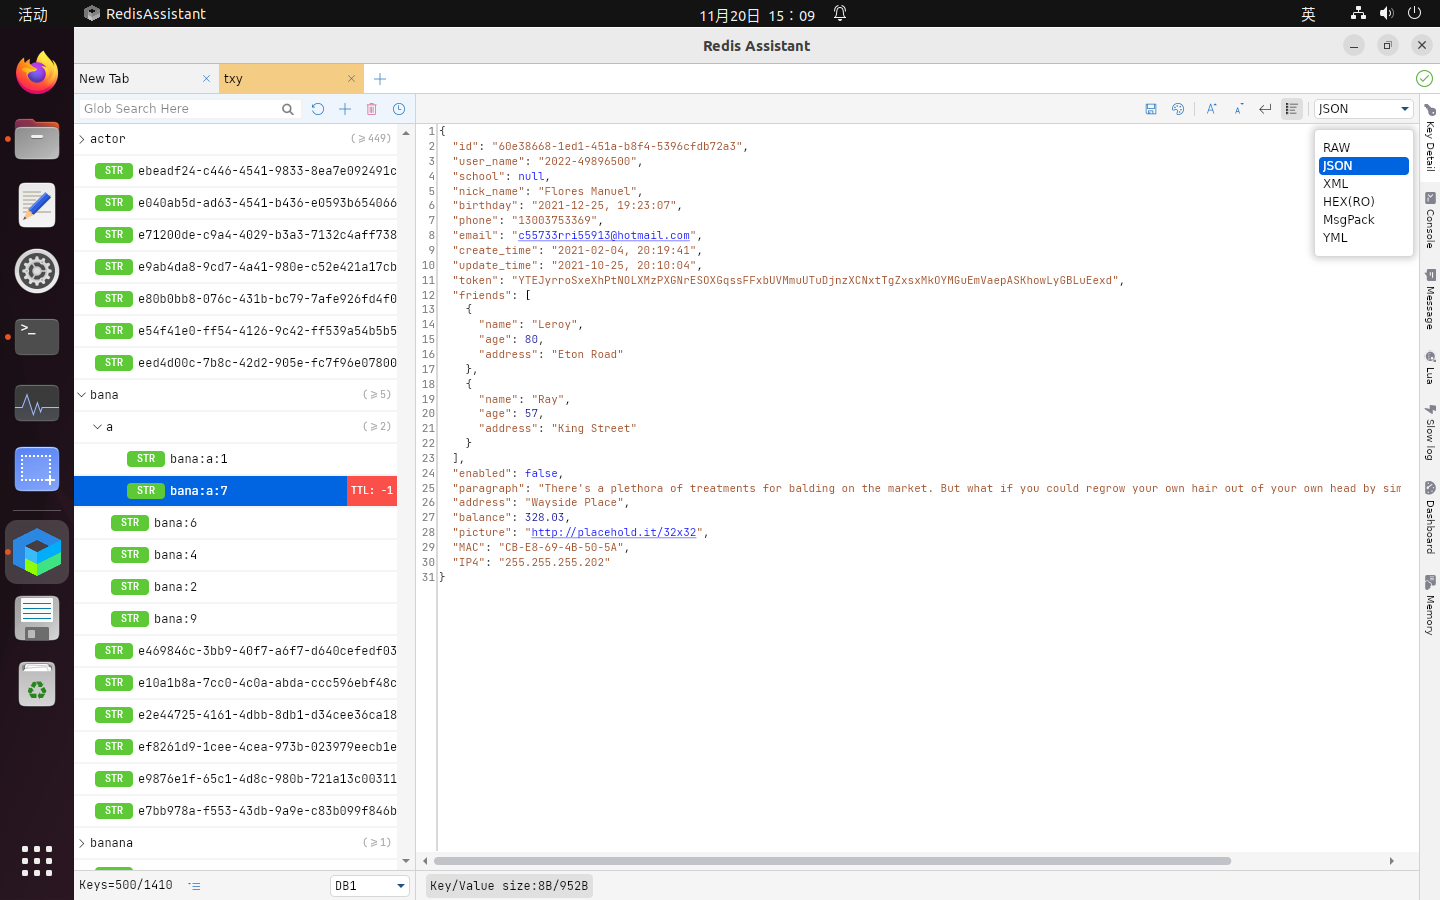 活动
RedisAssistant
11月20日 15：09
英
Redis Assistant
New Tab
txy
Glob Search Here
JSON
actor
(⩾449)
STR ebeadf24-c446-4541-9833-8ea7e092491c
STR e040ab5d-ad63-4541-b436-e0593b654066
STR e71200de-c9a4-4029-b3a3-7132c4aff738
STR e9ab4da8-9cd7-4a41-980e-c52e421a17cb
STR e80b0bb8-076c-431b-bc79-7afe926fd4f0
STR e54f41e0-ff54-4126-9c42-ff539a54b5b5
STR eed4d00c-7b8c-42d2-905e-fc7f96e07800
bana
(⩾5)
a
(⩾2)
STR bana:a:1
STR bana:a:7
TTL: -1
STR bana:6
STR bana:4
STR bana:2
STR bana:9
STR e469846c-3bb9-40f7-a6f7-d640cefedf03
STR e10a1b8a-7cc0-4c0a-abda-ccc596ebf48c
STR e2e44725-4161-4dbb-8db1-d34cee36ca18
STR ef8261d9-1cee-4cea-973b-023979eecb1e
STR e9876e1f-65c1-4d8c-980b-721a13c00311
STR e7bb978a-f553-43db-9a9e-c83b099f846b
banana
(⩾1)
Keys=500/1410
DB1
1 {
2 "id": "60e38668-1ed1-451a-b8f4-5396cfdb72a3",
3 "user_name": "2022-49896500",
4 "school": null,
5 "nick_name": "Flores Manuel",
6 "birthday": "2021-12-25, 19:23:07",
7 "phone": "13003753369",
8 "email": "c55733rri55913@hotmail.com",
9 "create_time": "2021-02-04, 20:19:41",
10 "update_time": "2021-10-25, 20:10:04",
11 "token": "YTEJyrroSxeXhPtNOLXMzPXGNrESOXGqssFFxbUVMmuUTuDjnzXCNxtTgZxsxMkOYMGuEmVaepASKhowLyGBLuEexd",
12 "friends": [
13 {
14 "name": "Leroy",
15 "age": 80,
16 "address": "Eton Road"
17 },
18 {
19 "name": "Ray",
20 "age": 57,
21 "address": "King Street"
22 }
23 ],
24 "enabled": false,
25 "paragraph": "There's a plethora of treatments for balding on the market. But what if you could regrow your own hair out of your own head by sim
26 "address": "Wayside Place",
27 "balance": 328.03,
28 "picture": "http://placehold.it/32x32",
29 "MAC": "CB-E8-69-4B-50-5A",
30 "IP4": "255.255.255.202"
31 }
RAW
JSON
XML
HEX(RO)
MsgPack
YML
Key Detail
Console
Message
Lua
Slow log
Dashboard
Memory
Key/Value size:8B/952B